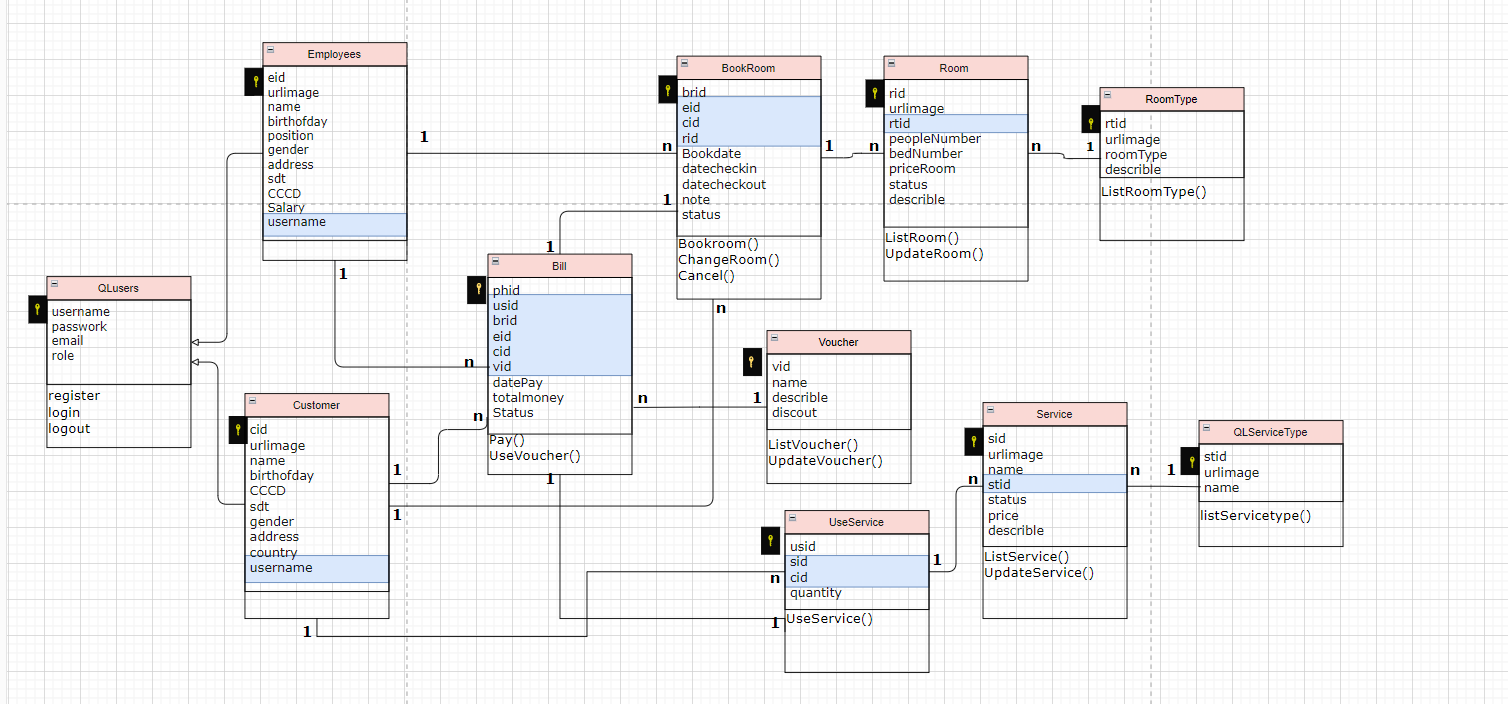 Employees
eid
urlimage
name
birthofday
position
gender
address
sdt
CCCD
Salary
username
1
n
1
n
BookRoom
brid
eid
cid
rid
Bookdate
datecheckin
datecheckout
note
status
Bookroom()
ChangeRoom()
Cancel()
1
n
1
1
n
1
Room
rid
urlimage
rtid
peopleNumber
bedNumber
priceRoom
status
describle
ListRoom()
UpdateRoom()
n
1
RoomType
rtid
urlimage
roomType
describle
ListRoomType()
QLusers
username
passwork
email
role
register
login
logout
Bill
phid
usid
brid
eid
cid
vid
datePay
totalmoney
Status
Pay()
UseVoucher()
n
1
n
1
1
Voucher
vid
name
describle
discout
ListVoucher()
UpdateVoucher()
Customer
cid
urlimage
name
birthofday
CCCD
sdt
gender
address
country
username
1
n
1
UseService
usid
sid
cid
quantity
UseService()
1
n
Service
sid
urlimage
name
stid
status
price
describle
ListService()
UpdateService()
n
1
QLServiceType
stid
urlimage
name
listServicetype()